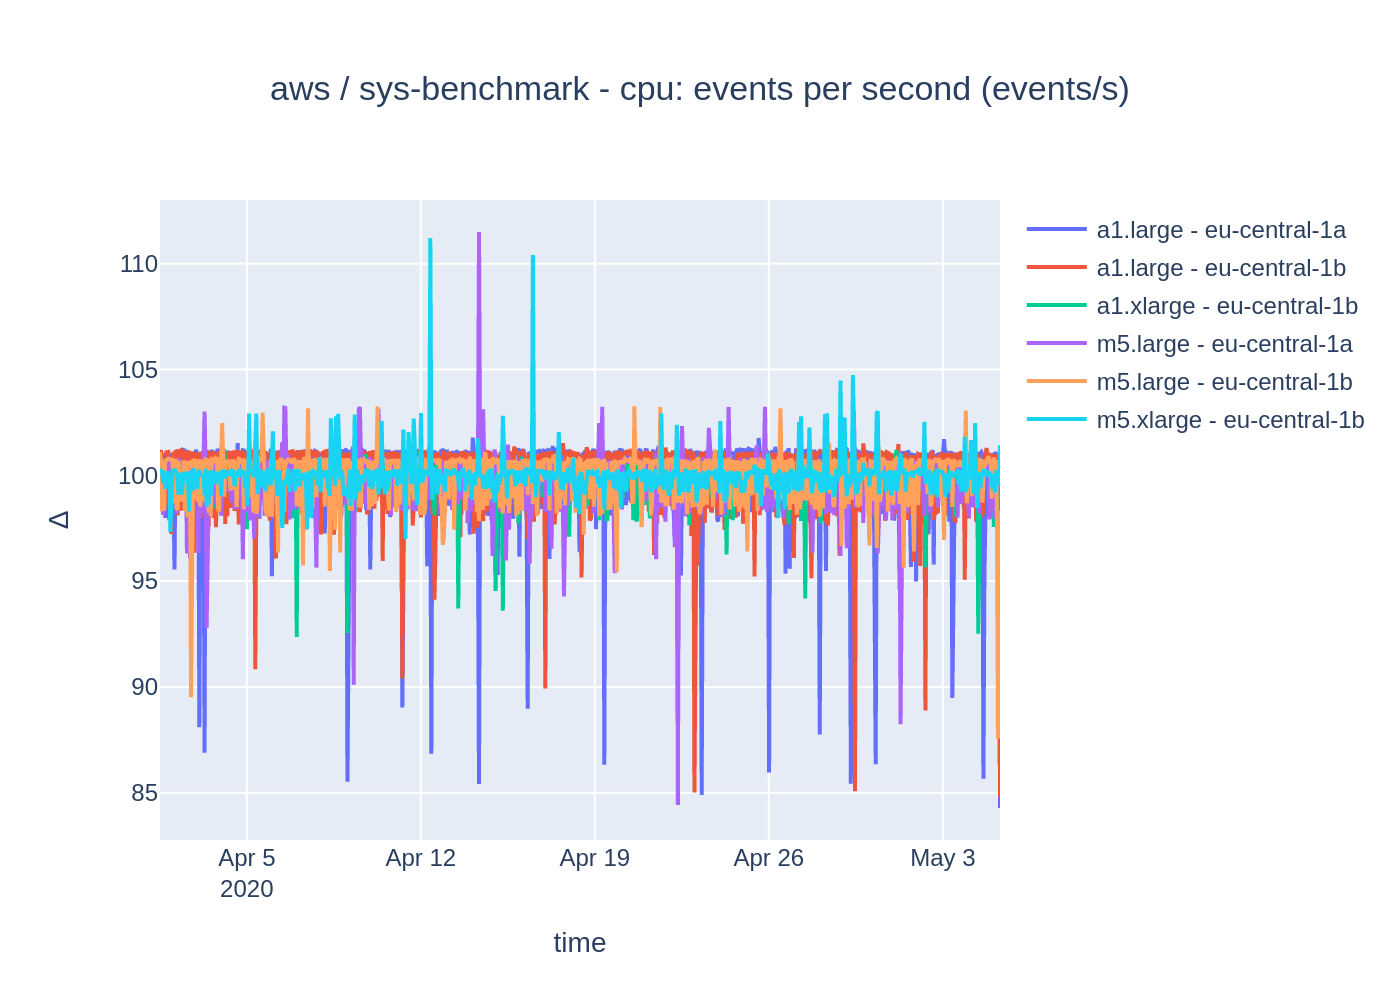 aws / sys-benchmark - cpu: events per second (events/s)
a1.large - eu-central-1a
a1.large - eu-central-1b
a1.xlarge - eu-central-1b
m5.large - eu-central-1a
m5.large - eu-central-1b
m5.xlarge - eu-central-1b
110
105
100
95
90
85
Δ
Apr 5
2020
Apr 12
Apr 19
Apr 26
May 3
time